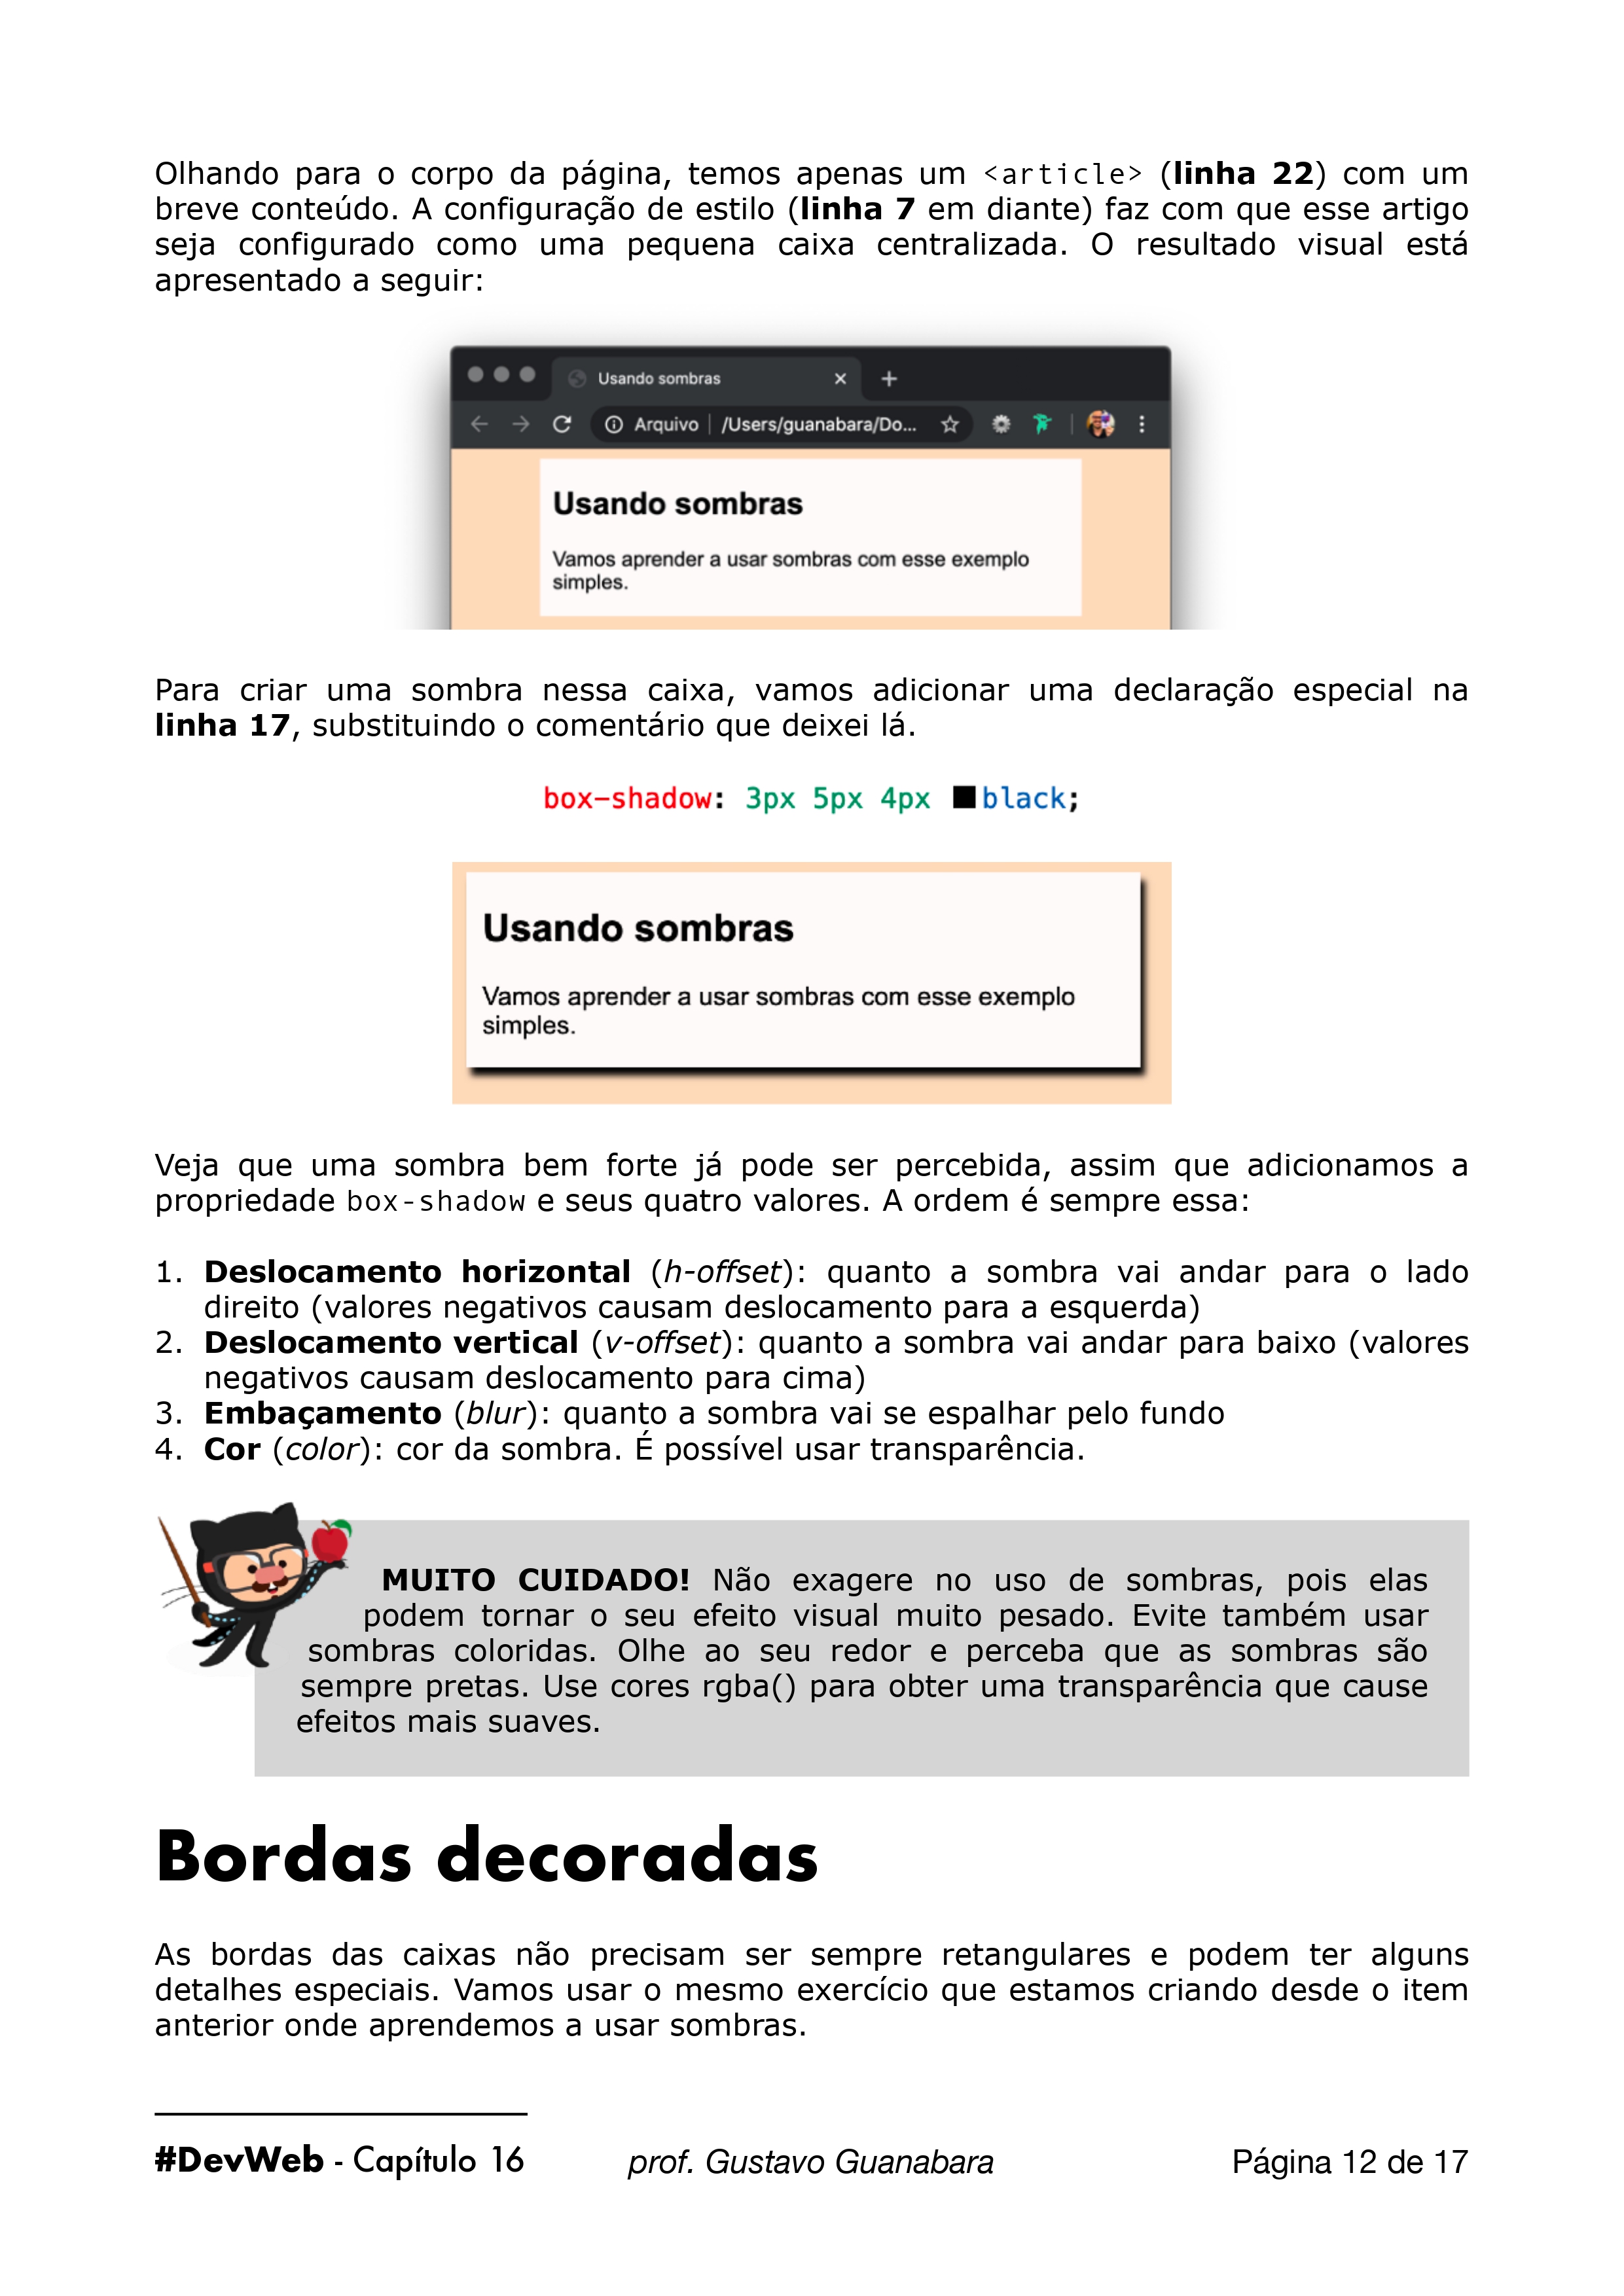 Olhando para o corpo da página, temos apenas um <article> (linha 22) com um
breve conteúdo. A configuração de estilo (linha 7 em diante) faz com que esse artigo
seja configurado como uma pequena caixa centralizada. O resultado visual está
apresentado a seguir:
Usando sombras
Arquivo | /Users/guanabara/Do...
Usando sombras
Vamos aprender a usar sombras com esse exemplo
simples.
Para criar uma sombra nessa caixa, vamos adicionar uma declaração especial na
linha 17, substituindo o comentário que deixei lá.
box-shadow: 3px 5px 4px black;
Usando sombras
Vamos aprender a usar sombras com esse exemplo
simples.
Veja que uma sombra bem forte já pode ser percebida, assim que adicionamos a
propriedade box-shadow e seus quatro valores. A ordem é sempre essa:
1. Deslocamento horizontal (h-offset): quanto a sombra vai andar para o lado
direito (valores negativos causam deslocamento para a esquerda)
2. Deslocamento vertical (v-offset): quanto a sombra vai andar para baixo (valores
negativos causam deslocamento para cima)
3. Embaçamento (blur): quanto a sombra vai se espalhar pelo fundo
4. Cor (color): cor da sombra. É possível usar transparência.
MUITO CUIDADO! Não exagere no uso de sombras, pois elas
podem tornar o seu efeito visual muito pesado. Evite também usar
sombras coloridas. Olhe ao seu redor e perceba que as sombras são
sempre pretas. Use cores rgba() para obter uma transparência que cause
efeitos mais suaves.
Bordas decoradas
As bordas das caixas não precisam ser sempre retangulares e podem ter alguns
detalhes especiais. Vamos usar o mesmo exercício que estamos criando desde o item
anterior onde aprendemos a usar sombras.
#DevWeb - Capítulo 16 prof. Gustavo Guanabara Página 12 de 17